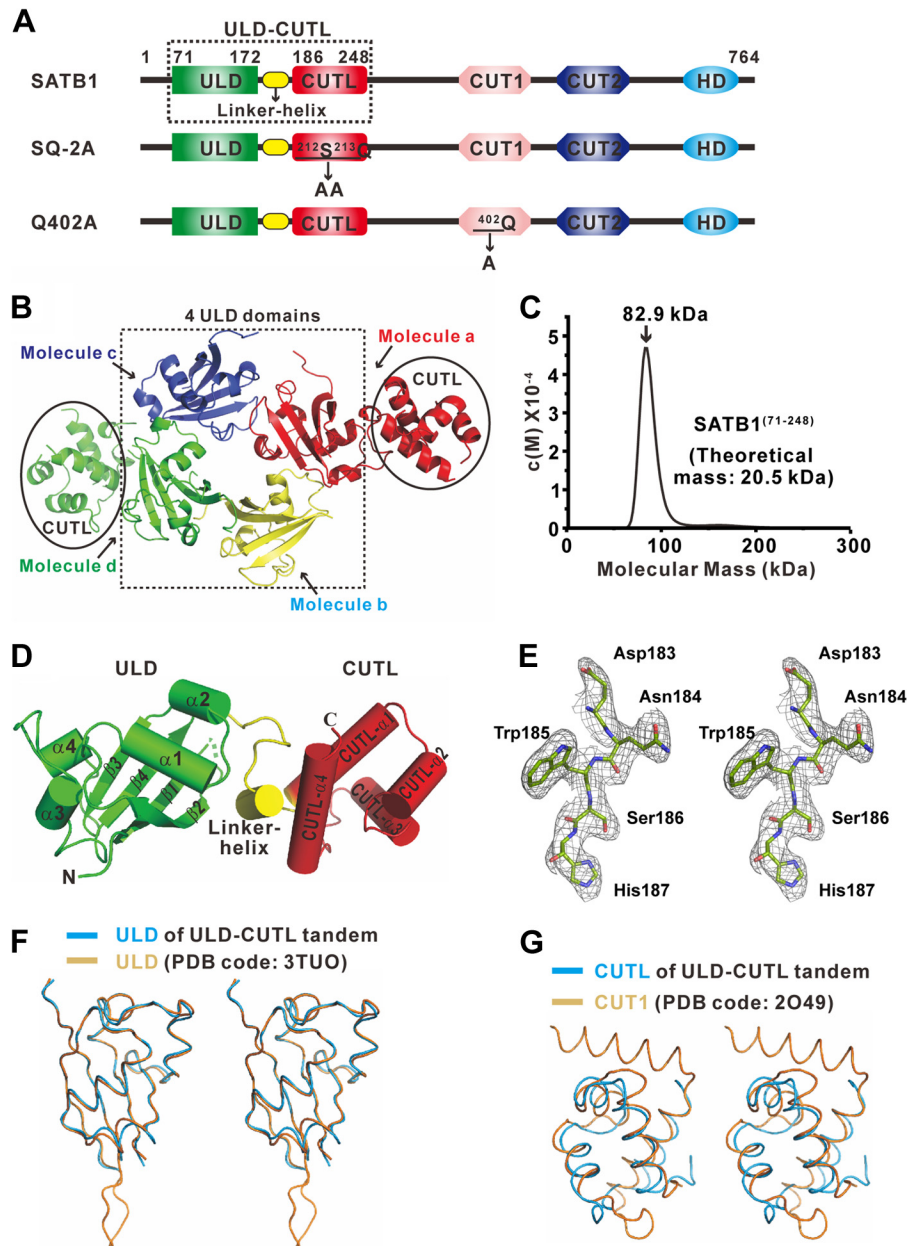 A
ULD-CUTL
1 71 172 186 248 764
SATB1 ULD CUTL CUT1 CUT2 HD
Linker-helix
SQ-2A ULD ²¹²S²¹³Q CUT1 CUT2 HD
AA
Q402A ULD CUTL ⁴⁰²Q CUT2 HD
A
B
4 ULD domains
Molecule c
Molecule a
CUTL
CUTL
Molecule d
Molecule b
C
82.9 kDa
c(M) X10⁻⁴
5
4
3
2
1
0
SATB1⁽⁷¹⁻²⁴⁸⁾
(Theoretical
mass: 20.5 kDa)
0 100 200 300
Molecular Mass (kDa)
D
ULD
CUTL
α2
α4
α1
α3
β3
β4
β1
β2
C
CUTL-α1
CUTL-α2
CUTL-α4
CUTL-α3
Linker-
helix
N
E
Asp183 Asp183
Asn184 Asn184
Trp185 Trp185
Ser186 Ser186
His187 His187
F
ULD of ULD-CUTL tandem
ULD (PDB code: 3TUO)
G
CUTL of ULD-CUTL tandem
CUT1 (PDB code: 2O49)